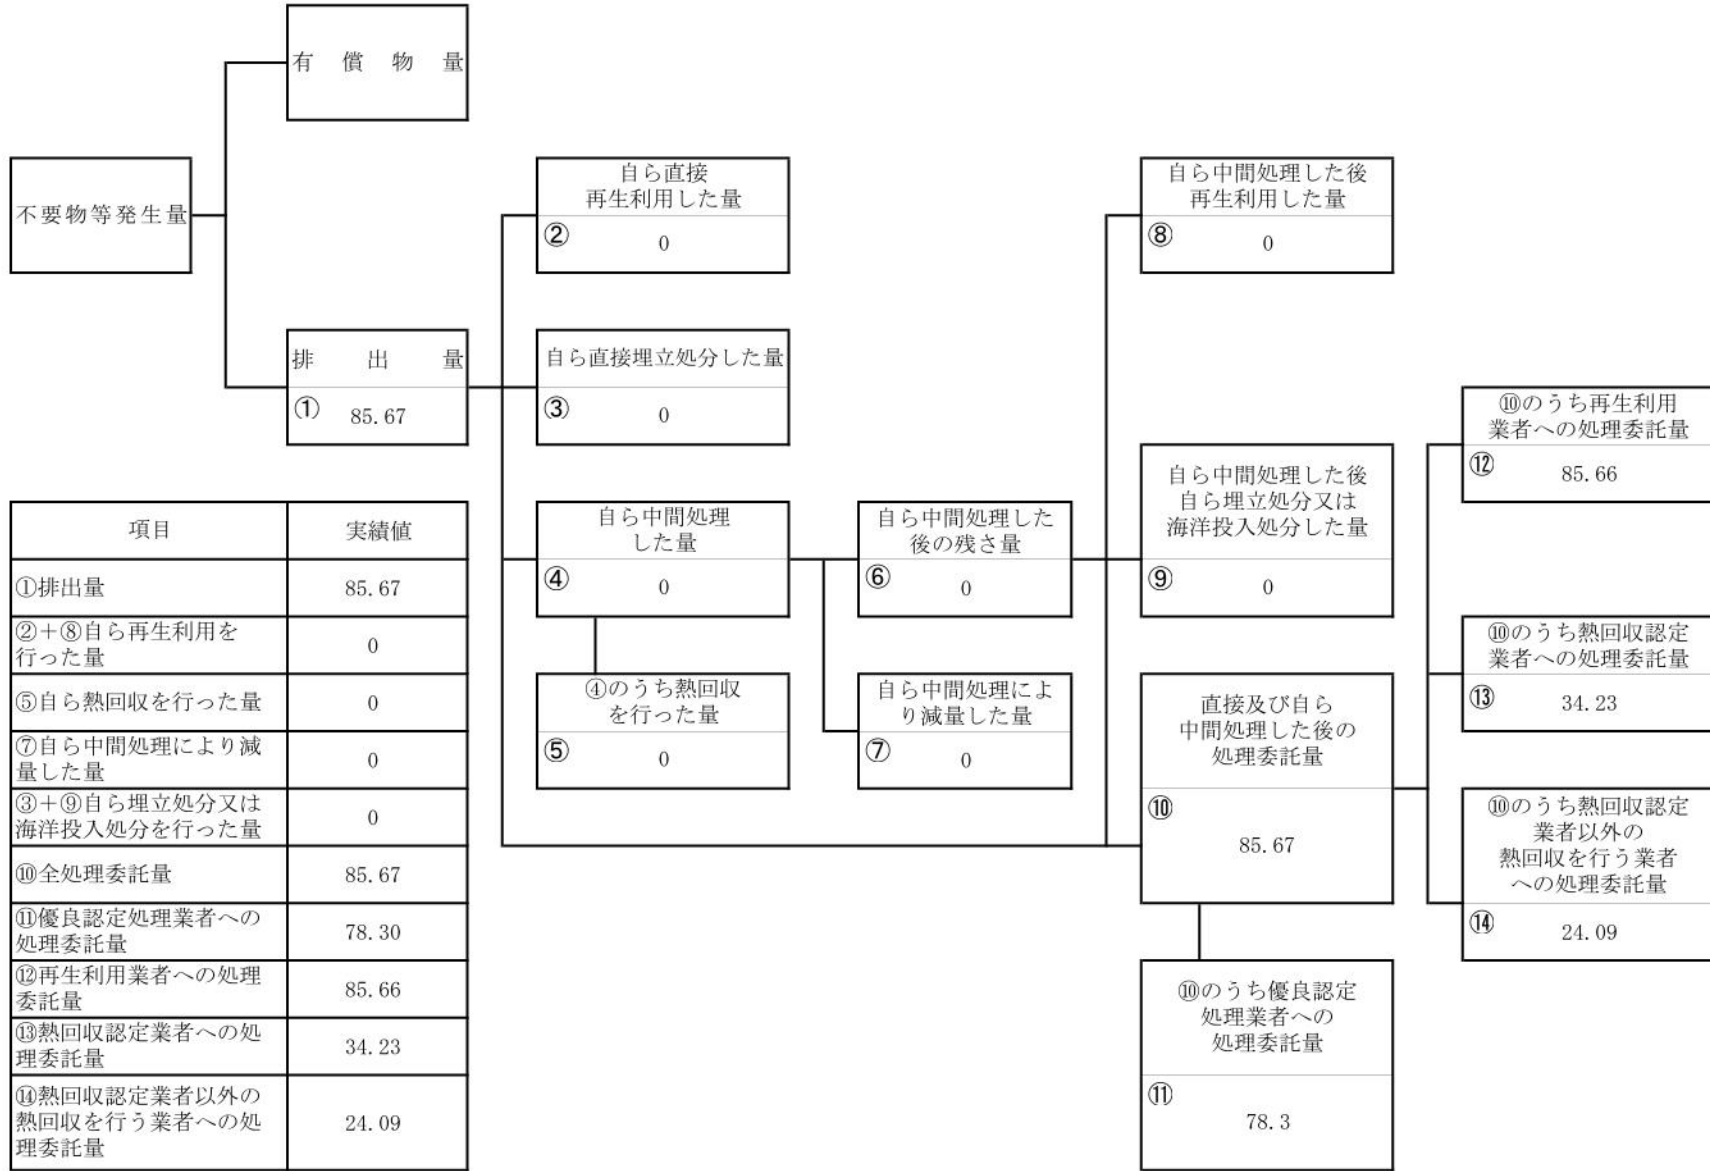 有償物量
不要物等発生量
排出量
① 85.67
自ら直接
再生利用した量
② 0
自ら直接埋立処分した量
③ 0
自ら中間処理
した量
④ 0
④のうち熱回収
を行った量
⑤ 0
自ら中間処理した
後の残さ量
⑥ 0
自ら中間処理によ
り減量した量
⑦ 0
自ら中間処理した後
再生利用した量
⑧ 0
自ら中間処理した後
自ら埋立処分又は
海洋投入処分した量
⑨ 0
直接及び自ら
中間処理した後の
処理委託量
⑩
85.67
⑩のうち優良認定
処理業者への
処理委託量
⑪
78.3
⑩のうち再生利用
業者への処理委託量
⑫ 85.66
⑩のうち熱回収認定
業者への処理委託量
⑬ 34.23
⑩のうち熱回収認定
業者以外の
熱回収を行う業者
への処理委託量
⑭ 24.09
項目 実績値
①排出量 85.67
②＋⑧自ら再生利用を
行った量 0
⑤自ら熱回収を行った量 0
⑦自ら中間処理により減
量した量 0
③＋⑨自ら埋立処分又は
海洋投入処分を行った量 0
⑩全処理委託量 85.67
⑪優良認定処理業者への
処理委託量 78.30
⑫再生利用業者への処理
委託量 85.66
⑬熱回収認定業者への処
理委託量 34.23
⑭熱回収認定業者以外の
熱回収を行う業者への処
理委託量 24.09